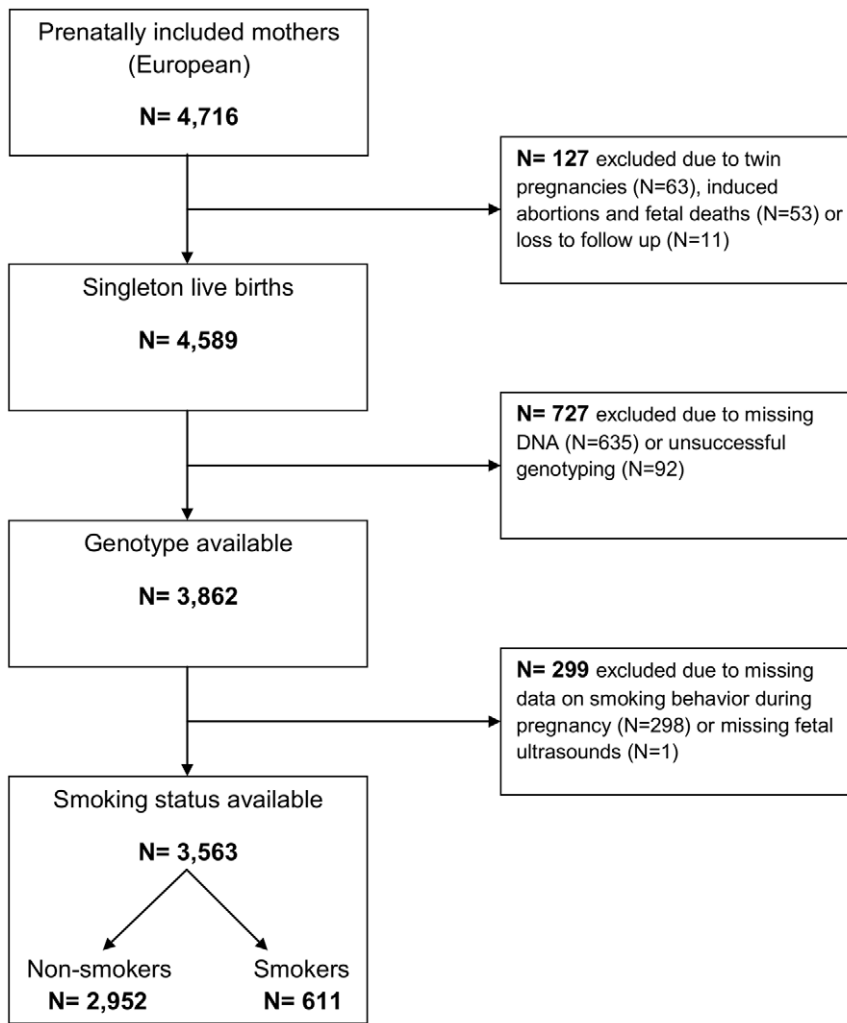 Prenatally included mothers
(European)
N= 4,716
N= 127 excluded due to twin
pregnancies (N=63), induced
abortions and fetal deaths (N=53) or
loss to follow up (N=11)
Singleton live births
N= 4,589
N= 727 excluded due to missing
DNA (N=635) or unsuccessful
genotyping (N=92)
Genotype available
N= 3,862
N= 299 excluded due to missing
data on smoking behavior during
pregnancy (N=298) or missing fetal
ultrasounds (N=1)
Smoking status available
N= 3,563
Non-smokers Smokers
N= 2,952 N= 611